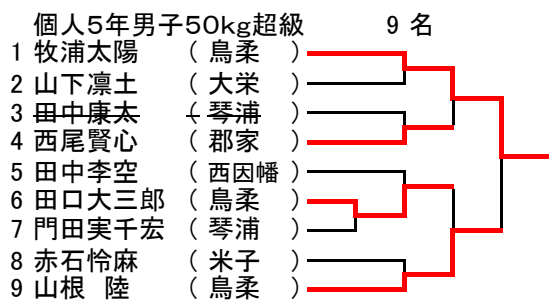 個人5年男子50kg超級 9名
1 牧浦太陽 ( 鳥柔 )
2 山下凛土 ( 大栄 )
3 田中康太 ( 琴浦 )
4 西尾賢心 ( 郡家 )
5 田中李空 ( 西因幡 )
6 田口大三郎 ( 鳥柔 )
7 門田実千宏 ( 琴浦 )
8 赤石怜麻 ( 米子 )
9 山根 陸 ( 鳥柔 )